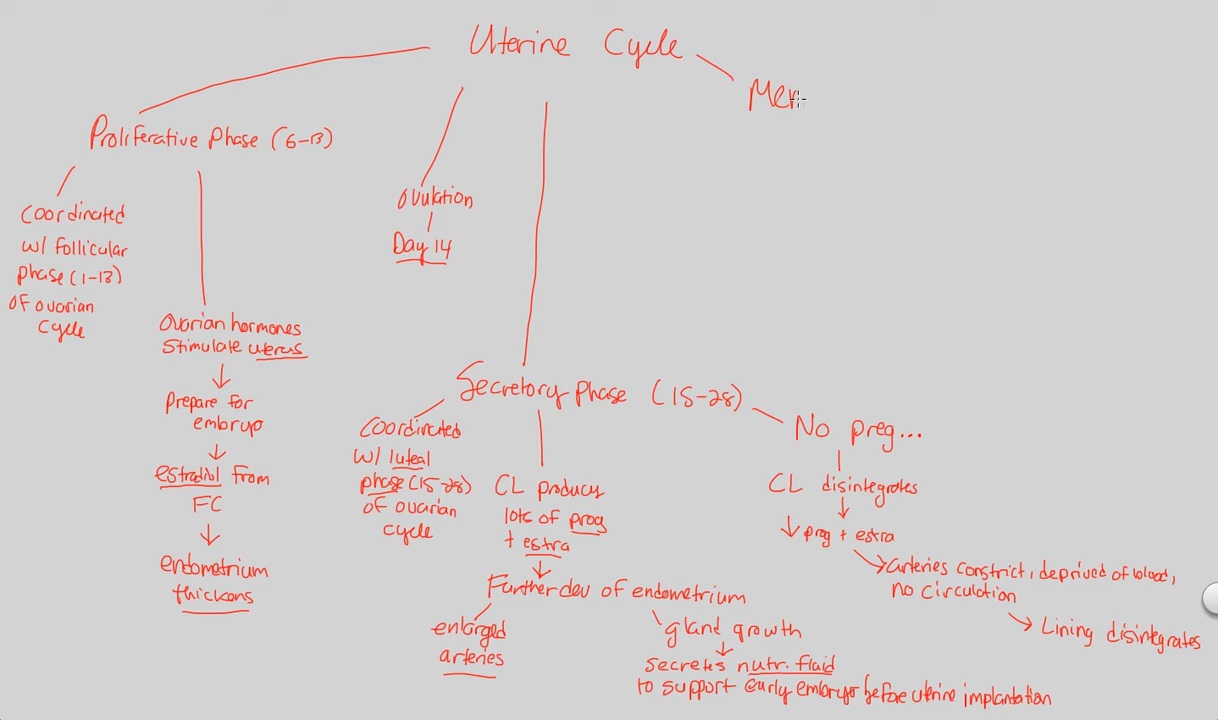 Uterine Cycle
Men
Proliferative Phase (6-13)
Coordinated
w/ follicular
phase (1-13)
of ovarian
cycle
Ovarian hormones
stimulate uterus
Prepare for
embryo
estradiol from
FC
endometrium
thickens
ovulation
Day 14
Secretory Phase (15-28)
Coordinated
w/ luteal
phase (15-28)
of ovarian
cycle
CL produces
lots of prog
+ estra
Further dev of endometrium
enlarged
arteries
gland growth
secretes nutr. fluid
to support early embryo before uterine implantation
No preg...
CL disintegrates
↓ prog + estra
arteries constrict, deprived of blood,
no circulation
Lining disintegrates